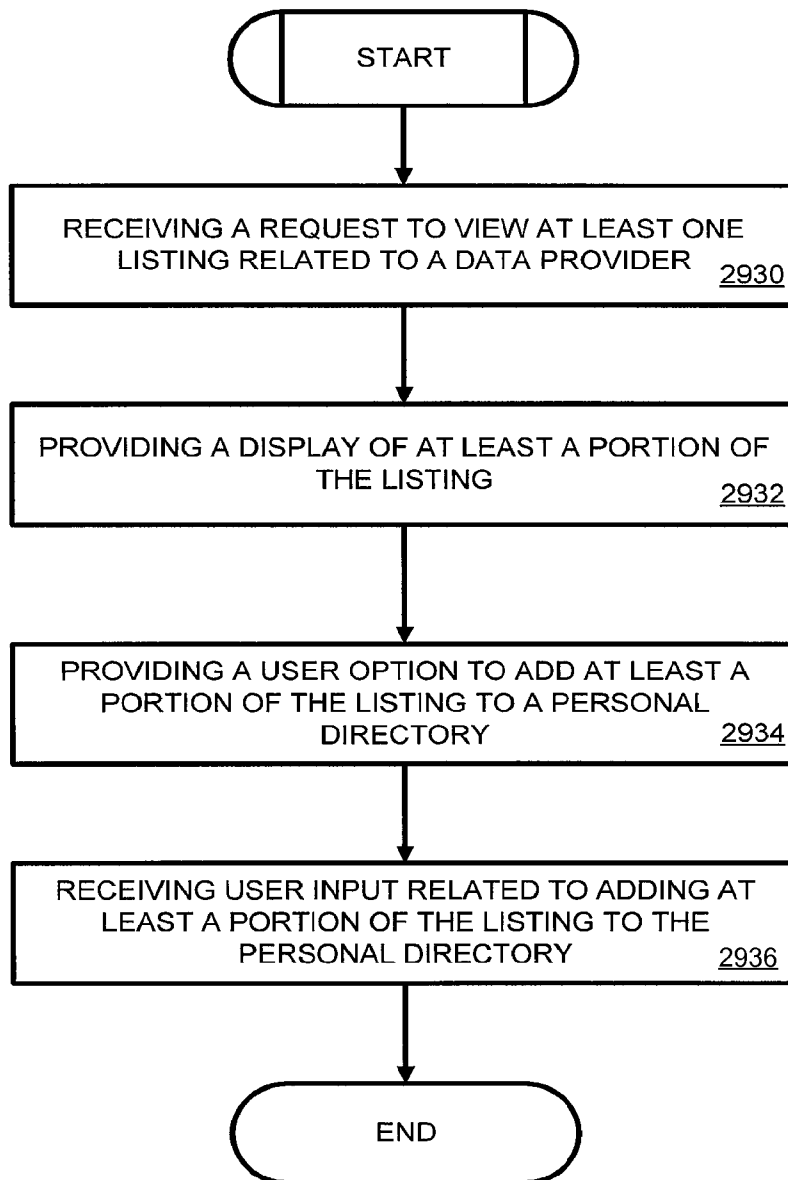 START
RECEIVING A REQUEST TO VIEW AT LEAST ONE
LISTING RELATED TO A DATA PROVIDER
2930
PROVIDING A DISPLAY OF AT LEAST A PORTION OF
THE LISTING
2932
PROVIDING A USER OPTION TO ADD AT LEAST A
PORTION OF THE LISTING TO A PERSONAL
DIRECTORY
2934
RECEIVING USER INPUT RELATED TO ADDING AT
LEAST A PORTION OF THE LISTING TO THE
PERSONAL DIRECTORY
2936
END